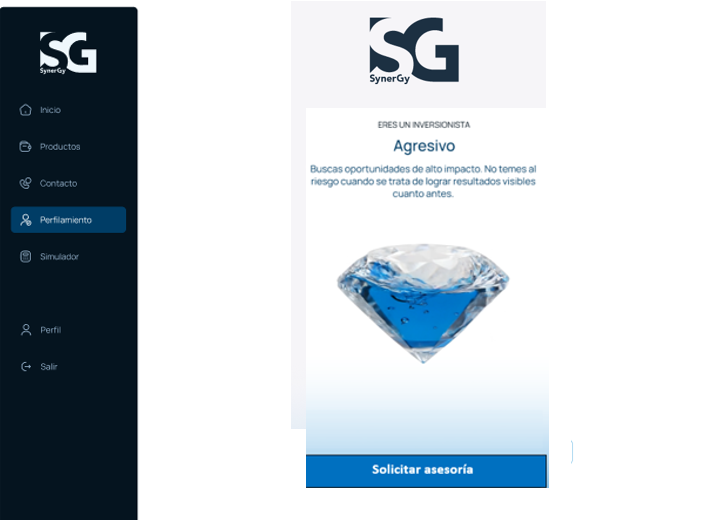 SG
SynerGy
Inicio
Productos
Contacto
Perfilamiento
Simulador
Perfil
Salir
SG
SynerGy
ERES UN INVERSIONISTA
Agresivo
Buscas oportunidades de alto impacto. No temes al
riesgo cuando se trata de lograr resultados visibles
cuanto antes.
Solicitar asesoría